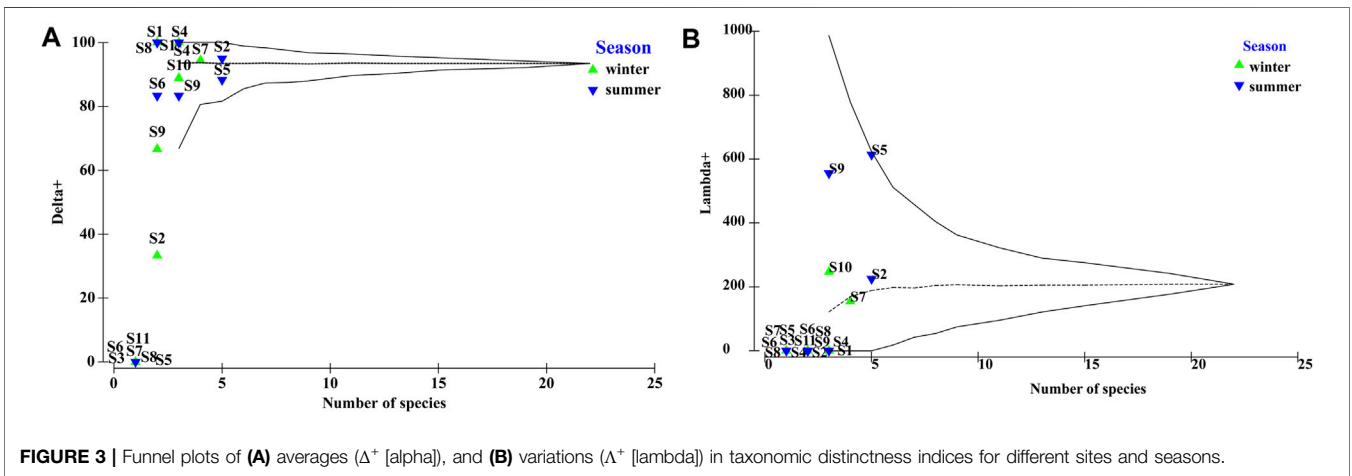 A
S1 S4
S8 S1 S4 S7 S2
S10 S5
S6 S9
S9
S2
S11
S6 S7
S3 S8 S5
100
80
60
40
20
0
Delta+
0 5 10 15 20 25
Number of species
Season
winter
summer
B
1000
800
600
400
200
0
Lambda+
S5
S9
S10
S2
S7
S7 S5 S6 S8
S6 S3 S11 S9 S4
S8 S4 S2 S1
0 5 10 15 20 25
Number of species
Season
winter
summer
FIGURE 3 | Funnel plots of (A) averages (Δ⁺ [alpha]), and (B) variations (Λ⁺ [lambda]) in taxonomic distinctness indices for different sites and seasons.